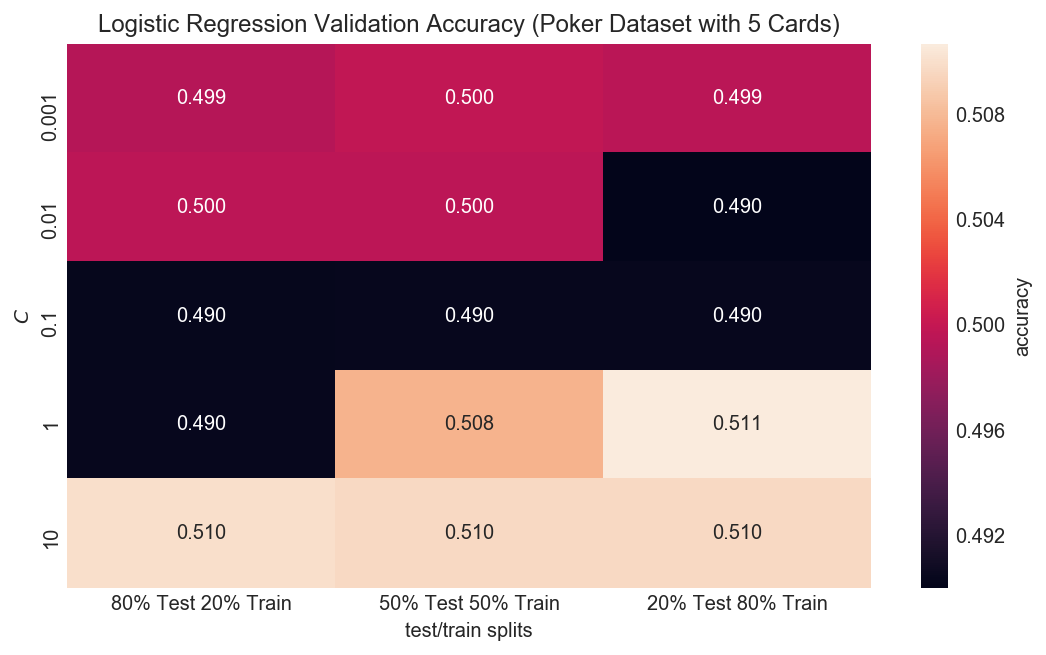 Logistic Regression Validation Accuracy (Poker Dataset with 5 Cards)
0.001 0.499 0.500 0.499
0.01 0.500 0.500 0.490
0.1 0.490 0.490 0.490
1 0.490 0.508 0.511
10 0.510 0.510 0.510
C
80% Test 20% Train 50% Test 50% Train 20% Test 80% Train
test/train splits
0.508
0.504
0.500
0.496
0.492
accuracy